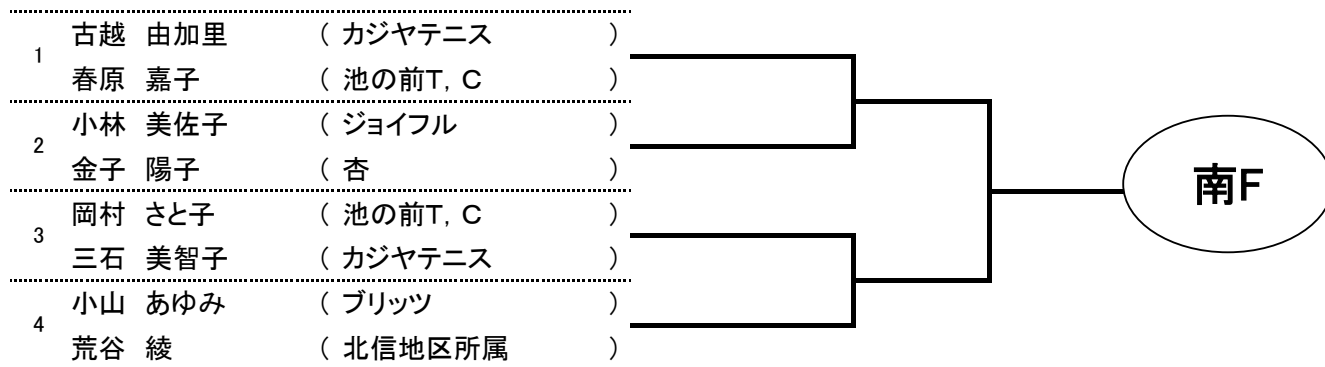 1
古越 由加里 ( カジヤテニス )
春原 嘉子 ( 池の前T, C )
2
小林 美佐子 ( ジョイフル )
金子 陽子 ( 杏 )
3
岡村 さと子 ( 池の前T, C )
三石 美智子 ( カジヤテニス )
4
小山 あゆみ ( ブリッツ )
荒谷 綾 ( 北信地区所属 )
南F